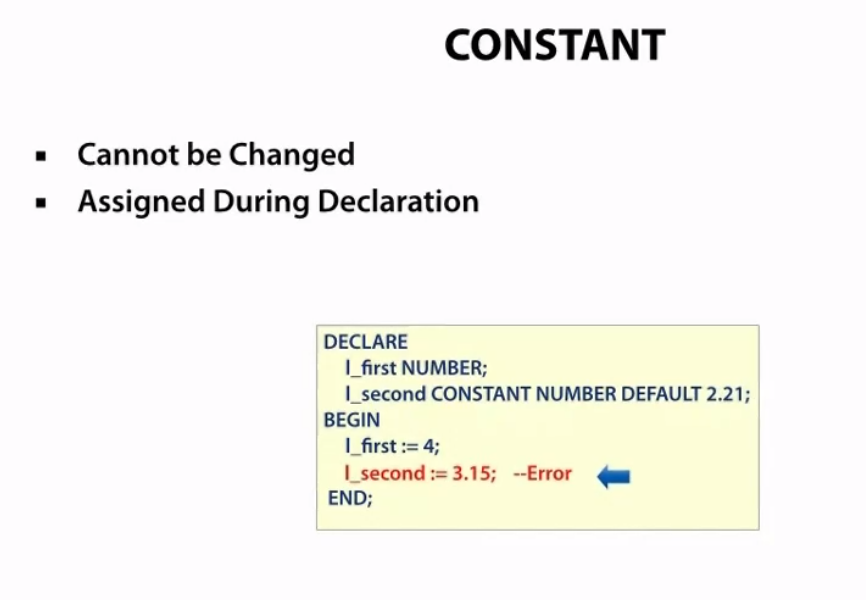 CONSTANT
▪ Cannot be Changed
▪ Assigned During Declaration
DECLARE
l_first NUMBER;
l_second CONSTANT NUMBER DEFAULT 2.21;
BEGIN
l_first := 4;
l_second := 3.15; --Error
END;